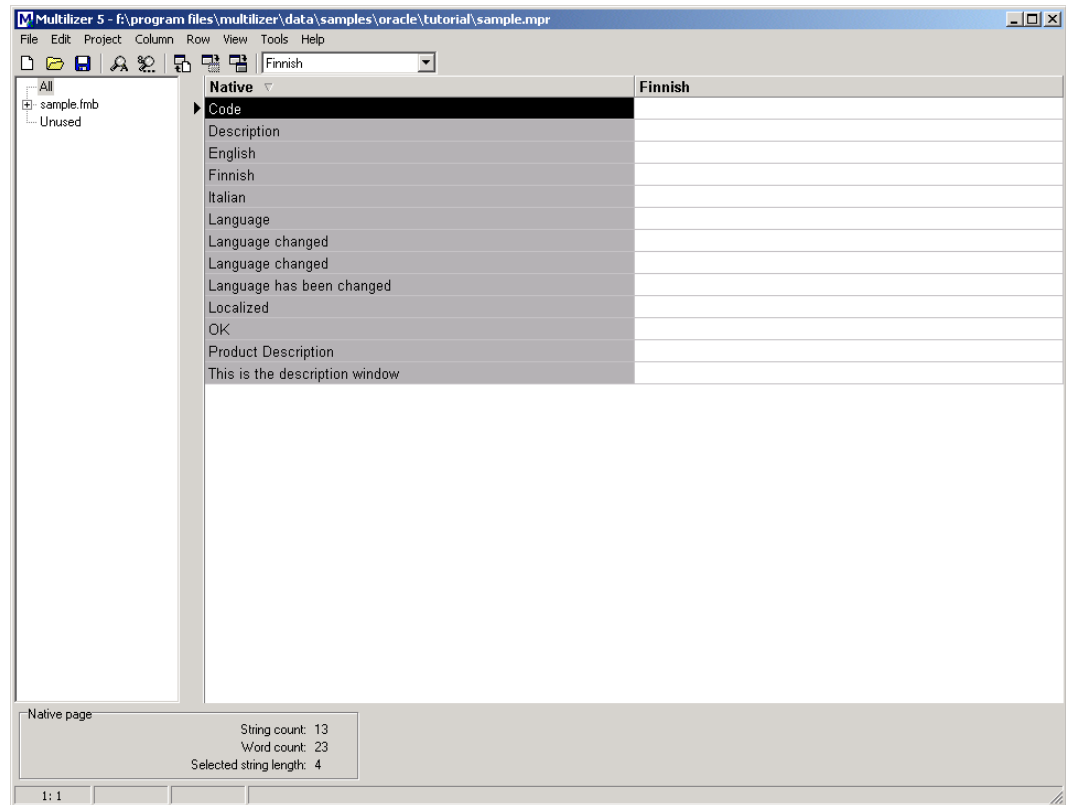 Multilizer 5 - f:\program files\multilizer\data\samples\oracle\tutorial\sample.mpr
File Edit Project Column Row View Tools Help
Finnish
All
sample.fmb
Unused
Native Finnish
Code
Description
English
Finnish
Italian
Language
Language changed
Language changed
Language has been changed
Localized
OK
Product Description
This is the description window
Native page
String count: 13
Word count: 23
Selected string length: 4
1: 1